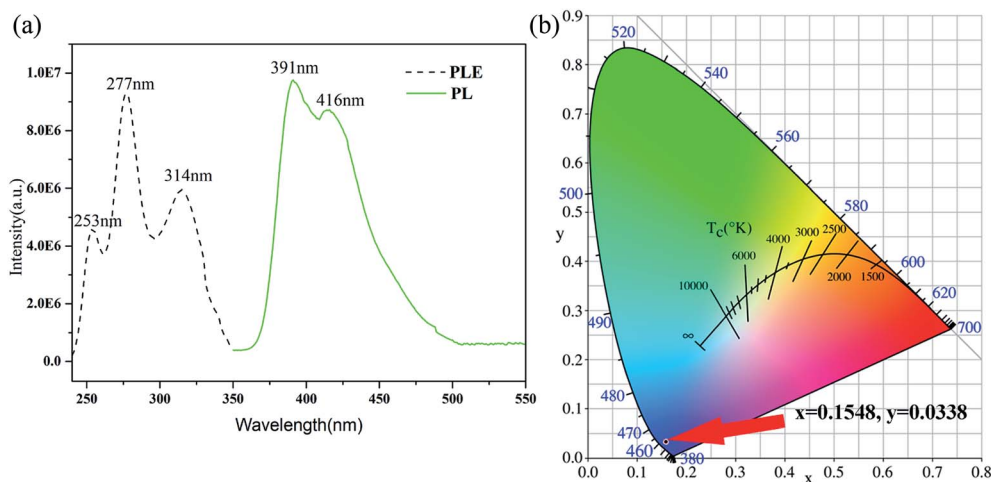 (a)
Intensity(a.u.)
1.0E7
8.0E6
6.0E6
4.0E6
2.0E6
0.0
253nm
277nm
314nm
391nm
416nm
PLE
PL
250 300 350 400 450 500 550
Wavelength(nm)
(b)
y
0.9
0.8
0.7
0.6
0.5
0.4
0.3
0.2
0.1
0.0
520
540
560
500
580
600
620
490
700
480
470
460
380
Tc(°K)
∞
10000
6000
4000
3000
2500
2000
1500
x=0.1548, y=0.0338
0.0 0.1 0.2 0.3 0.4 0.5 0.6 0.7 0.8
x